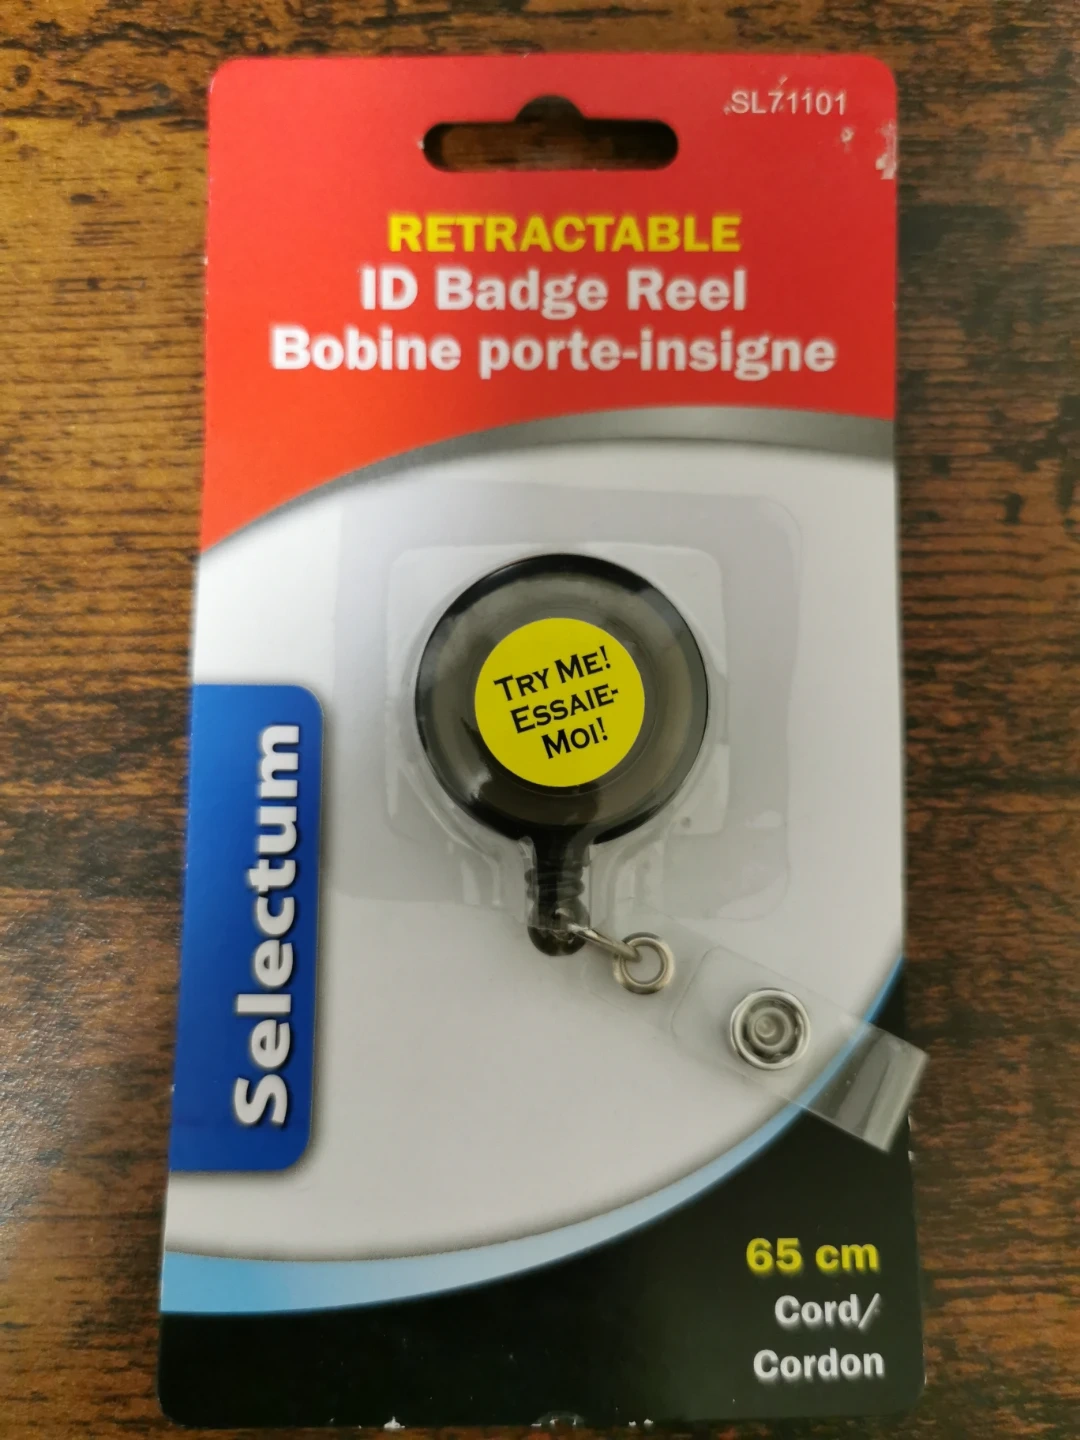 SL71101
RETRACTABLE
ID Badge Reel
Bobine porte-insigne
TRY ME!
ESSAIE-
MOI!
Selectum
65 cm
Cord/
Cordon